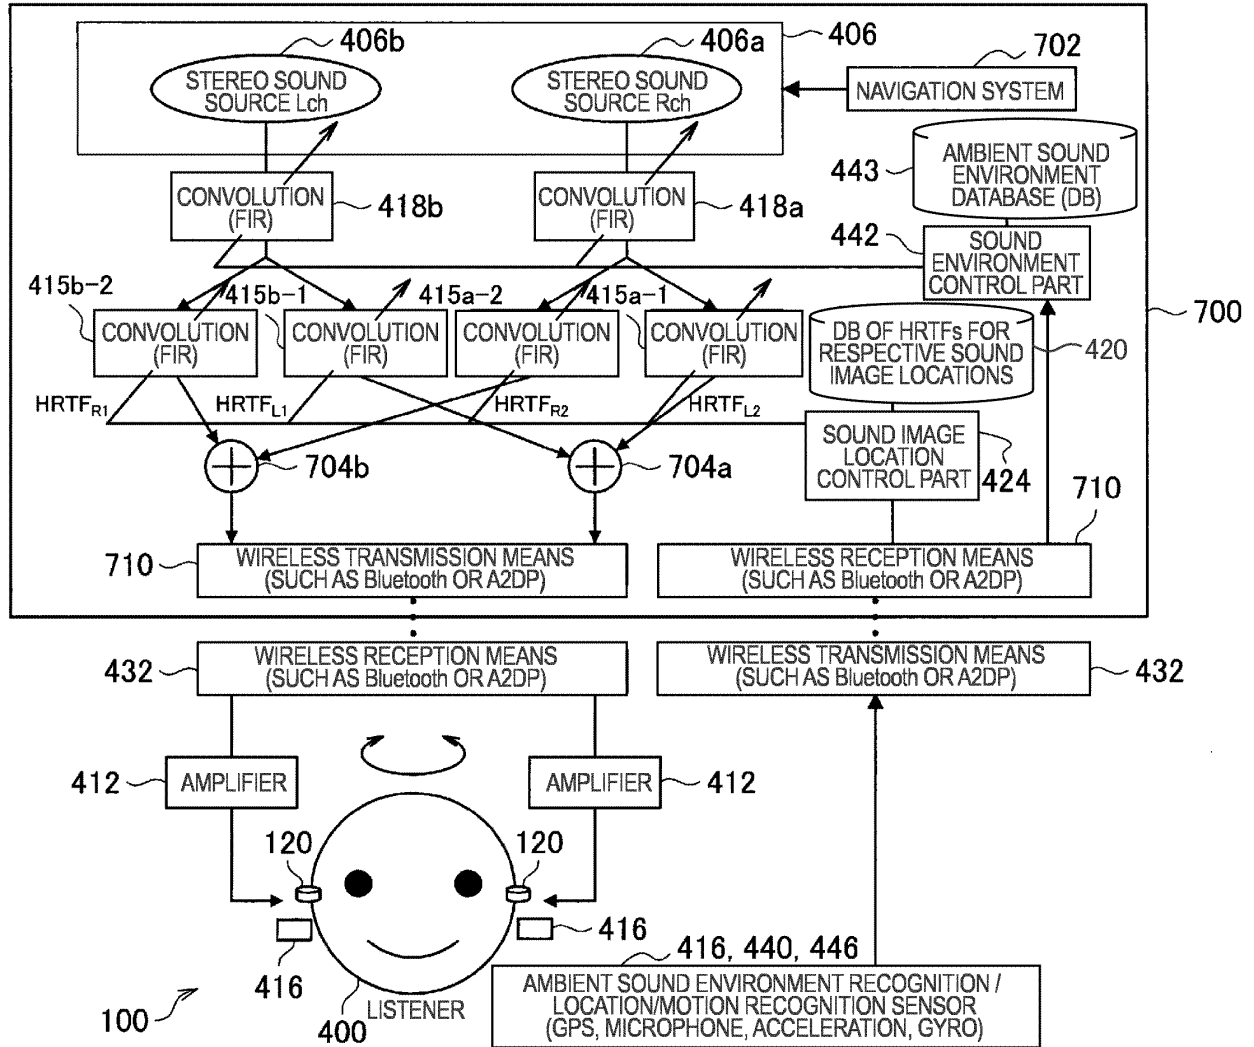 406b
406a
406
702
STEREO SOUND
SOURCE Lch
STEREO SOUND
SOURCE Rch
NAVIGATION SYSTEM
443
AMBIENT SOUND
ENVIRONMENT
DATABASE (DB)
CONVOLUTION
(FIR)
418b
CONVOLUTION
(FIR)
418a
442
SOUND
ENVIRONMENT
CONTROL PART
415b-2
415b-1
415a-2
415a-1
700
CONVOLUTION
(FIR)
CONVOLUTION
(FIR)
CONVOLUTION
(FIR)
CONVOLUTION
(FIR)
DB OF HRTFs FOR
RESPECTIVE SOUND
IMAGE LOCATIONS
420
HRTFR1
HRTFL1
HRTFR2
HRTFL2
SOUND IMAGE
LOCATION
CONTROL PART
424
704b
704a
710
710
WIRELESS TRANSMISSION MEANS
(SUCH AS Bluetooth OR A2DP)
WIRELESS RECEPTION MEANS
(SUCH AS Bluetooth OR A2DP)
432
WIRELESS RECEPTION MEANS
(SUCH AS Bluetooth OR A2DP)
WIRELESS TRANSMISSION MEANS
(SUCH AS Bluetooth OR A2DP)
432
412
AMPLIFIER
AMPLIFIER
412
120
120
416
416
416, 440, 446
100
400
LISTENER
AMBIENT SOUND ENVIRONMENT RECOGNITION /
LOCATION/MOTION RECOGNITION SENSOR
(GPS, MICROPHONE, ACCELERATION, GYRO)